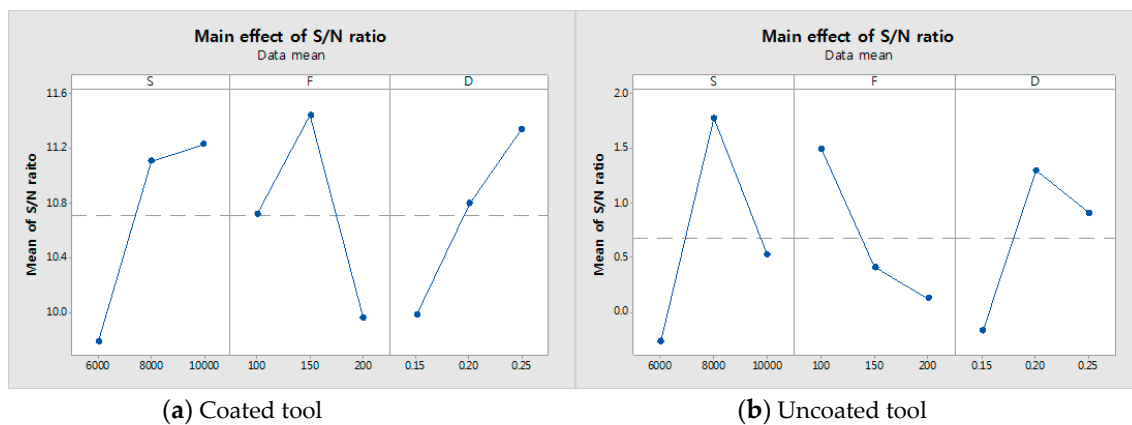 Main effect of S/N ratio
Data mean
S F D
Mean of S/N raito
11.6
11.2
10.8
10.4
10.0
6000 8000 10000 100 150 200 0.15 0.20 0.25
(a) Coated tool
Main effect of S/N ratio
Data mean
S F D
Mean of S/N ratio
2.0
1.5
1.0
0.5
0.0
6000 8000 10000 100 150 200 0.15 0.20 0.25
(b) Uncoated tool